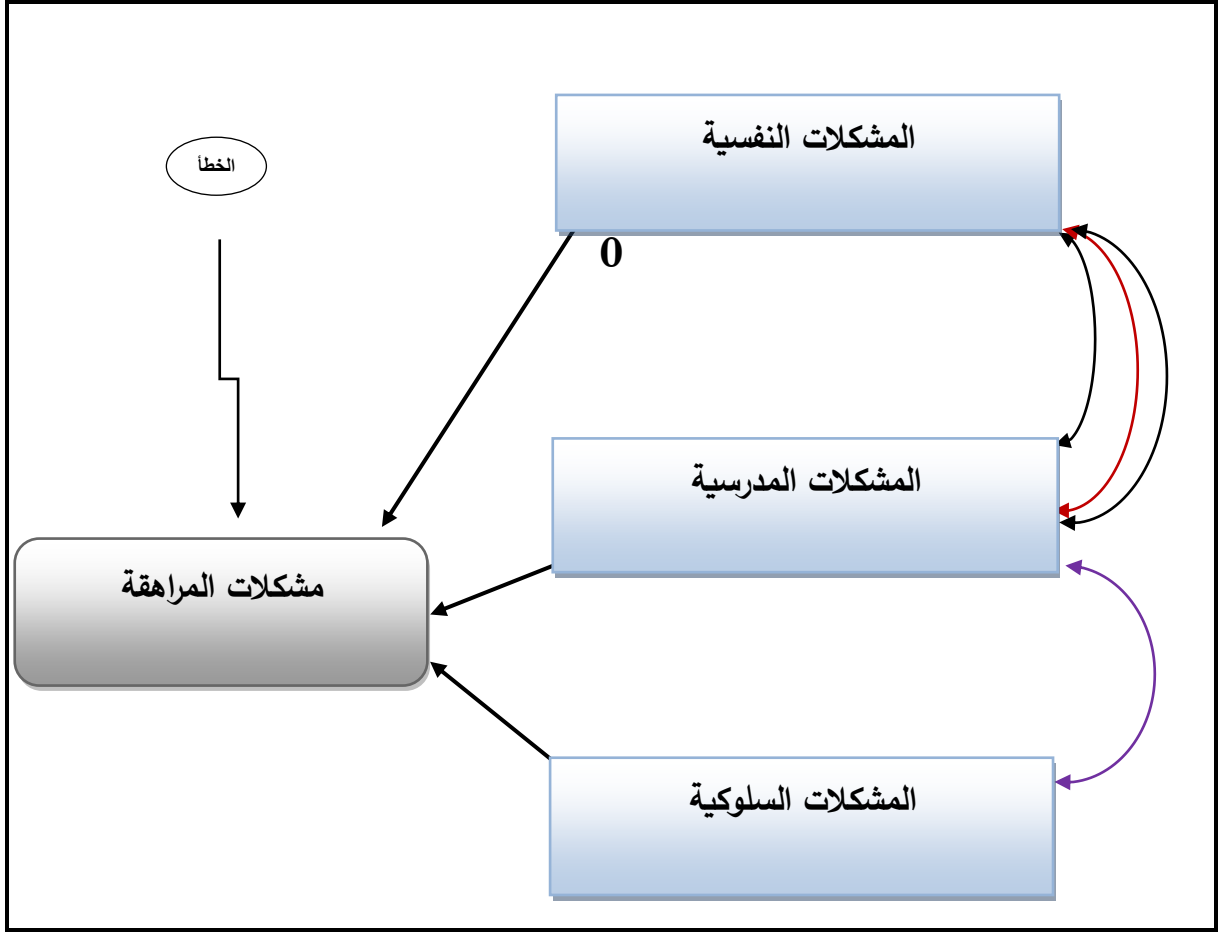 المشكلات النفسية
الخطأ
0
المشكلات المدرسية
مشكلات المراهقة
المشكلات السلوكية